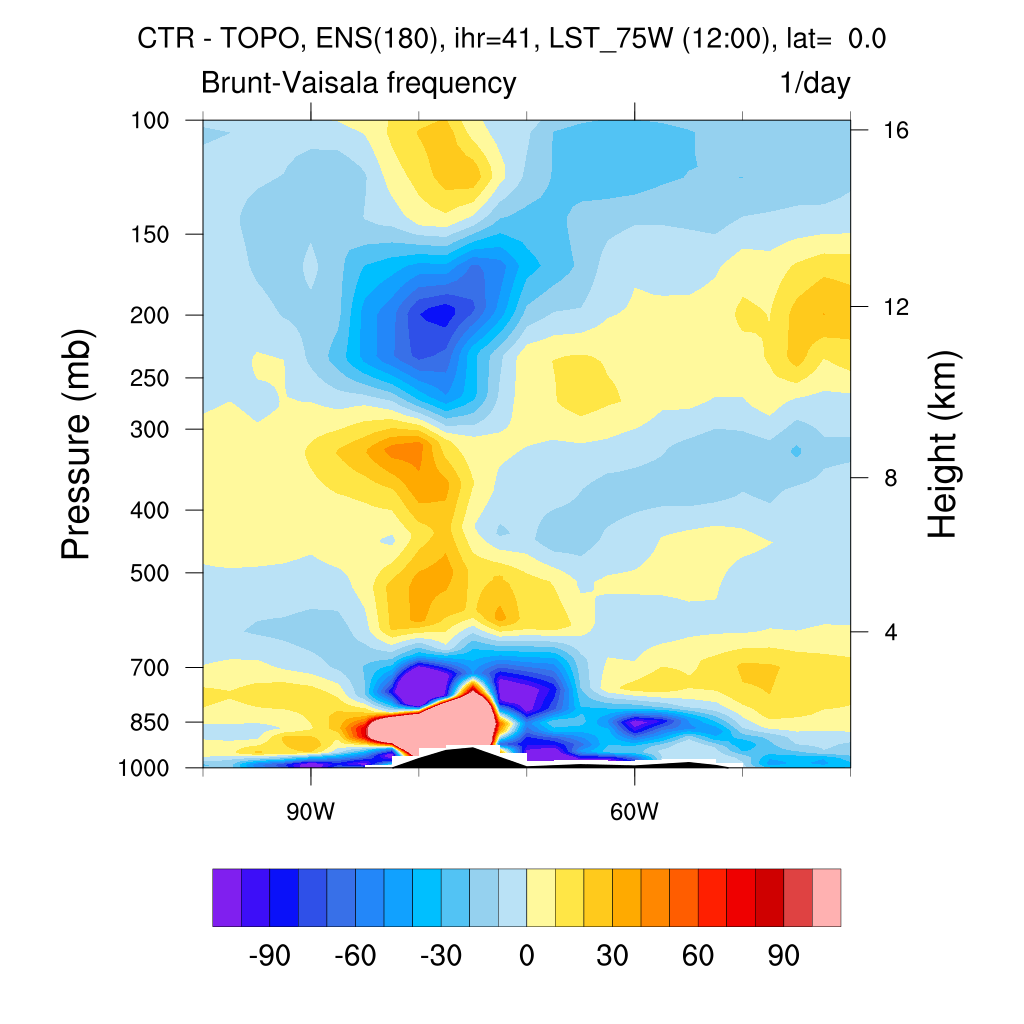 CTR - TOPO, ENS(180), ihr=41, LST_75W (12:00), lat=  0.0
Brunt-Vaisala frequency 1/day
100
150
200
250
300
400
500
700
850
1000
Pressure (mb)
16
12
8
4
Height (km)
90W 60W
-90 -60 -30 0 30 60 90